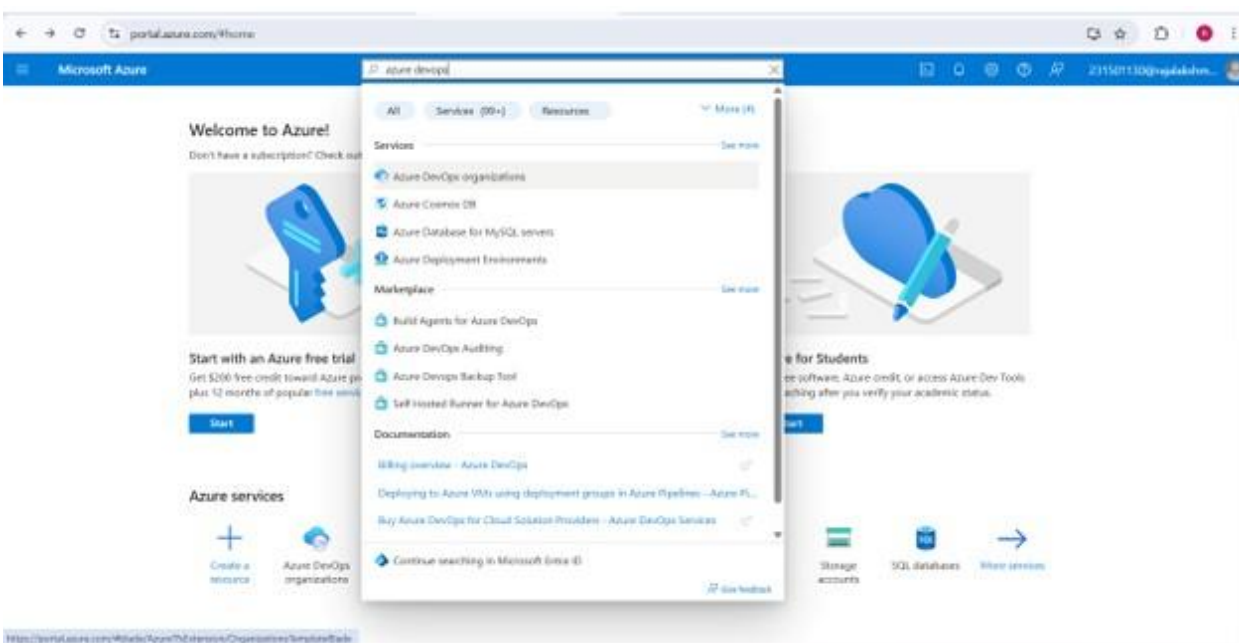 portal.azure.com/#home
Microsoft Azure
azure devops
231501130@rajalakshm...
All
Services (99+)
Resources
More (4)
Welcome to Azure!
Don't have a subscription? Check out
Services
See more
Azure DevOps organizations
Azure Cosmos DB
Azure Database for MySQL servers
Azure Deployment Environments
Marketplace
See more
Build Agents for Azure DevOps
Azure DevOps Auditing
Azure Devops Backup Tool
Self Hosted Runner for Azure DevOps
Start with an Azure free trial
Get $200 free credit toward Azure pr
plus 12 months of popular free servi
Start
e for Students
ee software, Azure credit, or access Azure Dev Tools
aching after you verify your academic status.
tart
Documentation
See more
Billing overview - Azure DevOps
Deploying to Azure VMs using deployment groups in Azure Pipelines - Azure Pi...
Buy Azure DevOps for Cloud Solution Providers - Azure DevOps Services
Continue searching in Microsoft Entra ID
Give feedback
Azure services
Create a
resource
Azure DevOps
organizations
Storage
accounts
SQL databases
More services